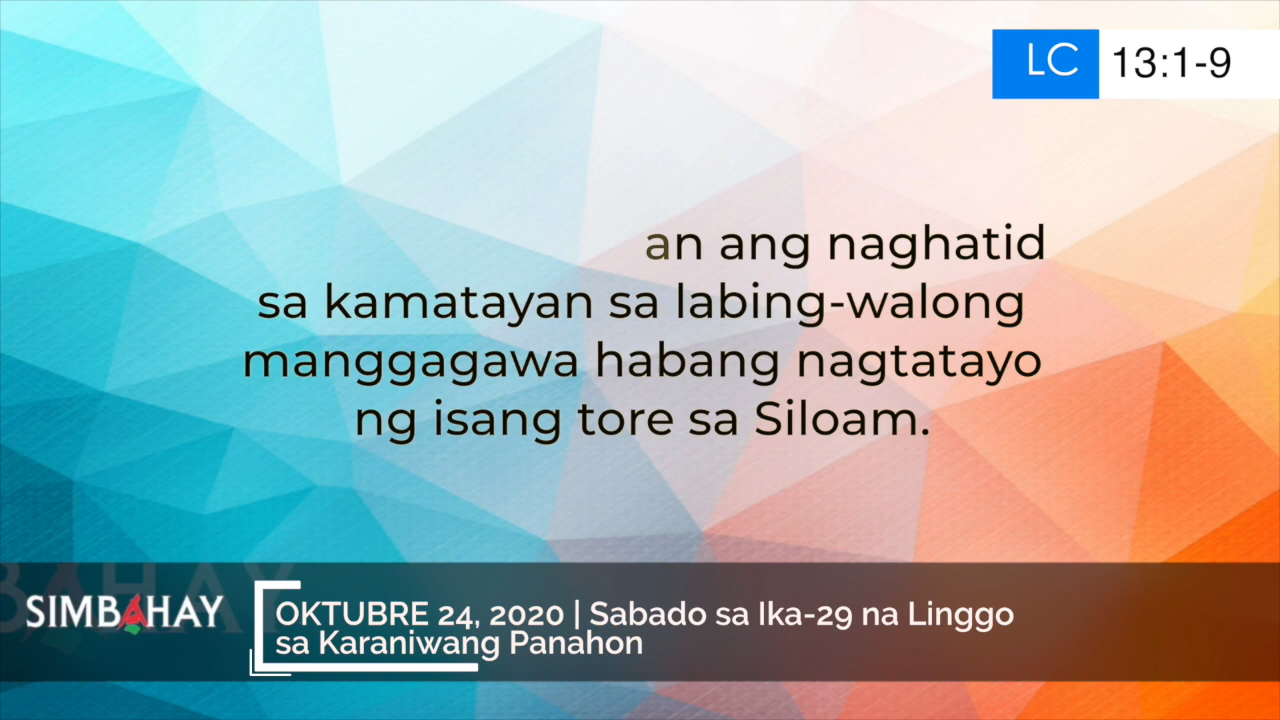 LC 13:1-9
an ang naghatid
sa kamatayan sa labing-walong
manggagawa habang nagtatayo
ng isang tore sa Siloam.
SIMBAHAY
OKTUBRE 24, 2020 | Sabado sa Ika-29 na Linggo
sa Karaniwang Panahon